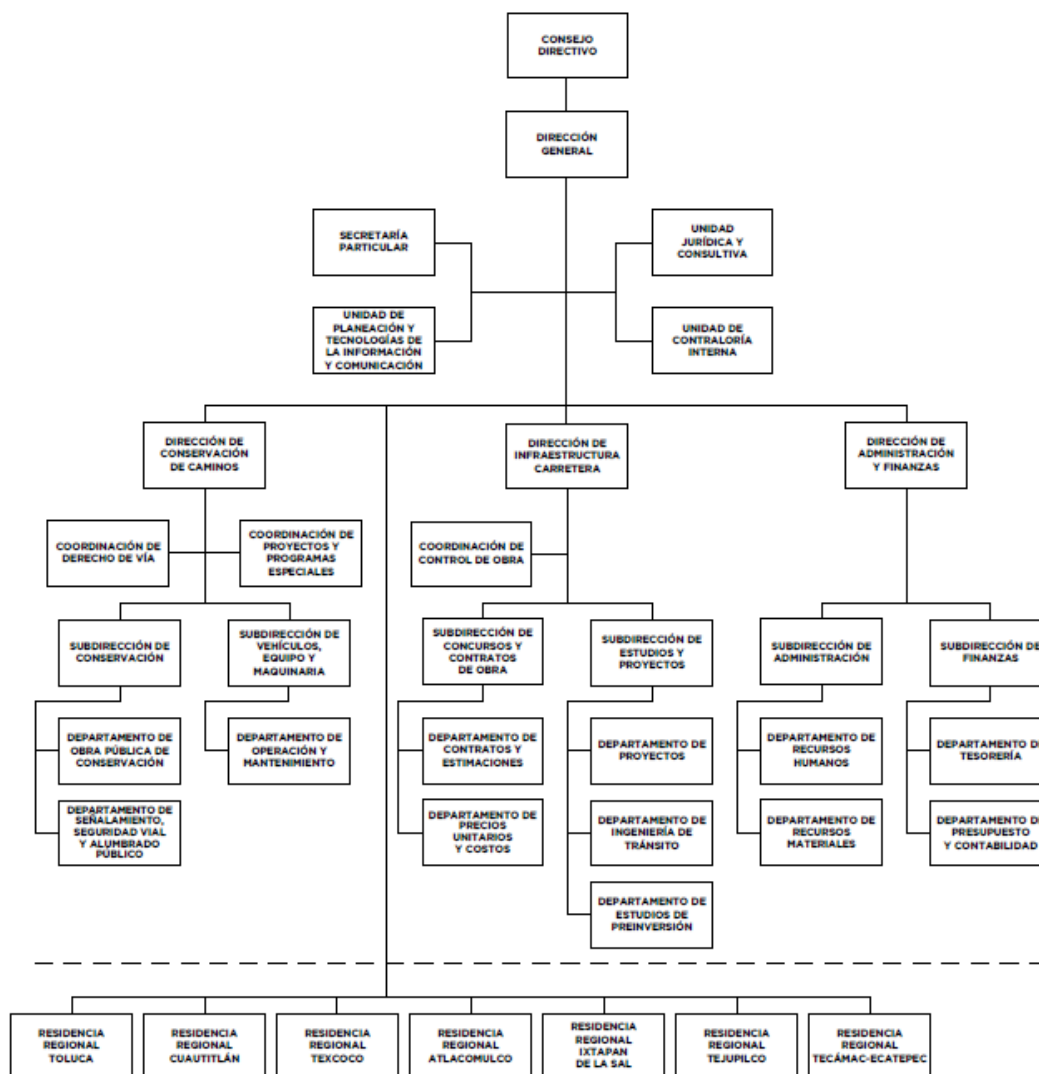 CONSEJO
DIRECTIVO
DIRECCIÓN
GENERAL
SECRETARÍA
PARTICULAR
UNIDAD
JURÍDICA Y
CONSULTIVA
UNIDAD DE
PLANEACIÓN Y
TECNOLOGÍAS DE
LA INFORMACIÓN
Y COMUNICACIÓN
UNIDAD DE
CONTRALORÍA
INTERNA
DIRECCIÓN DE
CONSERVACIÓN
DE CAMINOS
DIRECCIÓN DE
INFRAESTRUCTURA
CARRETERA
DIRECCIÓN DE
ADMINISTRACIÓN
Y FINANZAS
COORDINACIÓN DE
DERECHO DE VÍA
COORDINACIÓN DE
PROYECTOS Y
PROGRAMAS
ESPECIALES
COORDINACIÓN DE
CONTROL DE OBRA
SUBDIRECCIÓN DE
CONSERVACIÓN
SUBDIRECCIÓN DE
VEHÍCULOS,
EQUIPO Y
MAQUINARIA
SUBDIRECCIÓN DE
CONCURSOS Y
CONTRATOS
DE OBRA
SUBDIRECCIÓN DE
ESTUDIOS Y
PROYECTOS
SUBDIRECCIÓN DE
ADMINISTRACIÓN
SUBDIRECCIÓN DE
FINANZAS
DEPARTAMENTO DE
OBRA PÚBLICA DE
CONSERVACIÓN
DEPARTAMENTO DE
OPERACIÓN Y
MANTENIMIENTO
DEPARTAMENTO DE
CONTRATOS Y
ESTIMACIONES
DEPARTAMENTO DE
PROYECTOS
DEPARTAMENTO DE
RECURSOS
HUMANOS
DEPARTAMENTO DE
TESORERÍA
DEPARTAMENTO DE
SEÑALAMIENTO,
SEGURIDAD VIAL
Y ALUMBRADO
PÚBLICO
DEPARTAMENTO DE
PRECIOS
UNITARIOS
Y COSTOS
DEPARTAMENTO DE
INGENIERÍA DE
TRÁNSITO
DEPARTAMENTO DE
RECURSOS
MATERIALES
DEPARTAMENTO DE
PRESUPUESTO
Y CONTABILIDAD
DEPARTAMENTO DE
ESTUDIOS DE
PREINVERSIÓN
RESIDENCIA
REGIONAL
TOLUCA
RESIDENCIA
REGIONAL
CUAUTITLÁN
RESIDENCIA
REGIONAL
TEXCOCO
RESIDENCIA
REGIONAL
ATLACOMULCO
RESIDENCIA
REGIONAL
IXTAPAN
DE LA SAL
RESIDENCIA
REGIONAL
TEJUPILCO
RESIDENCIA
REGIONAL
TECÁMAC-ECATEPEC